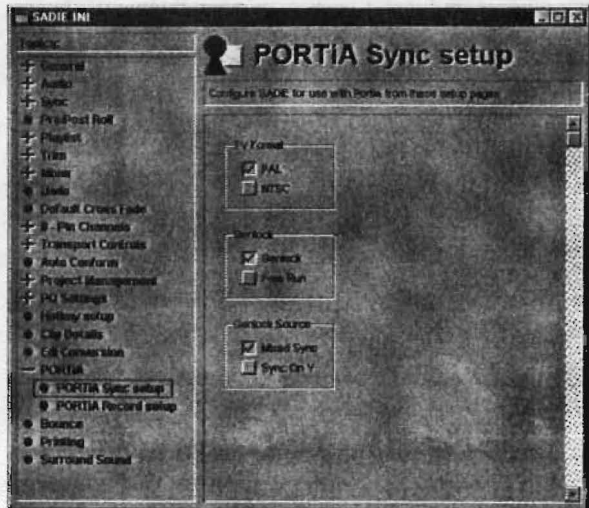 SADIE INI
Topics:
General
Audio
Sync
Pre/Post Roll
Playlist
Trim
Mixer
Undo
Default Cross Fade
9 - Pin Channels
Transport Controls
Auto Conform
Project Management
PQ Settings
Hotkey setup
Clip Details
Edl Conversion
PORTiA
PORTiA Sync setup
PORTiA Record setup
Bounce
Printing
Surround Sound
PORTiA Sync setup
Configure SADiE for use with Portia from these setup pages
TV Format
PAL
NTSC
Genlock
Genlock
Free Run
Genlock Source
Mixed Sync
Sync On Y